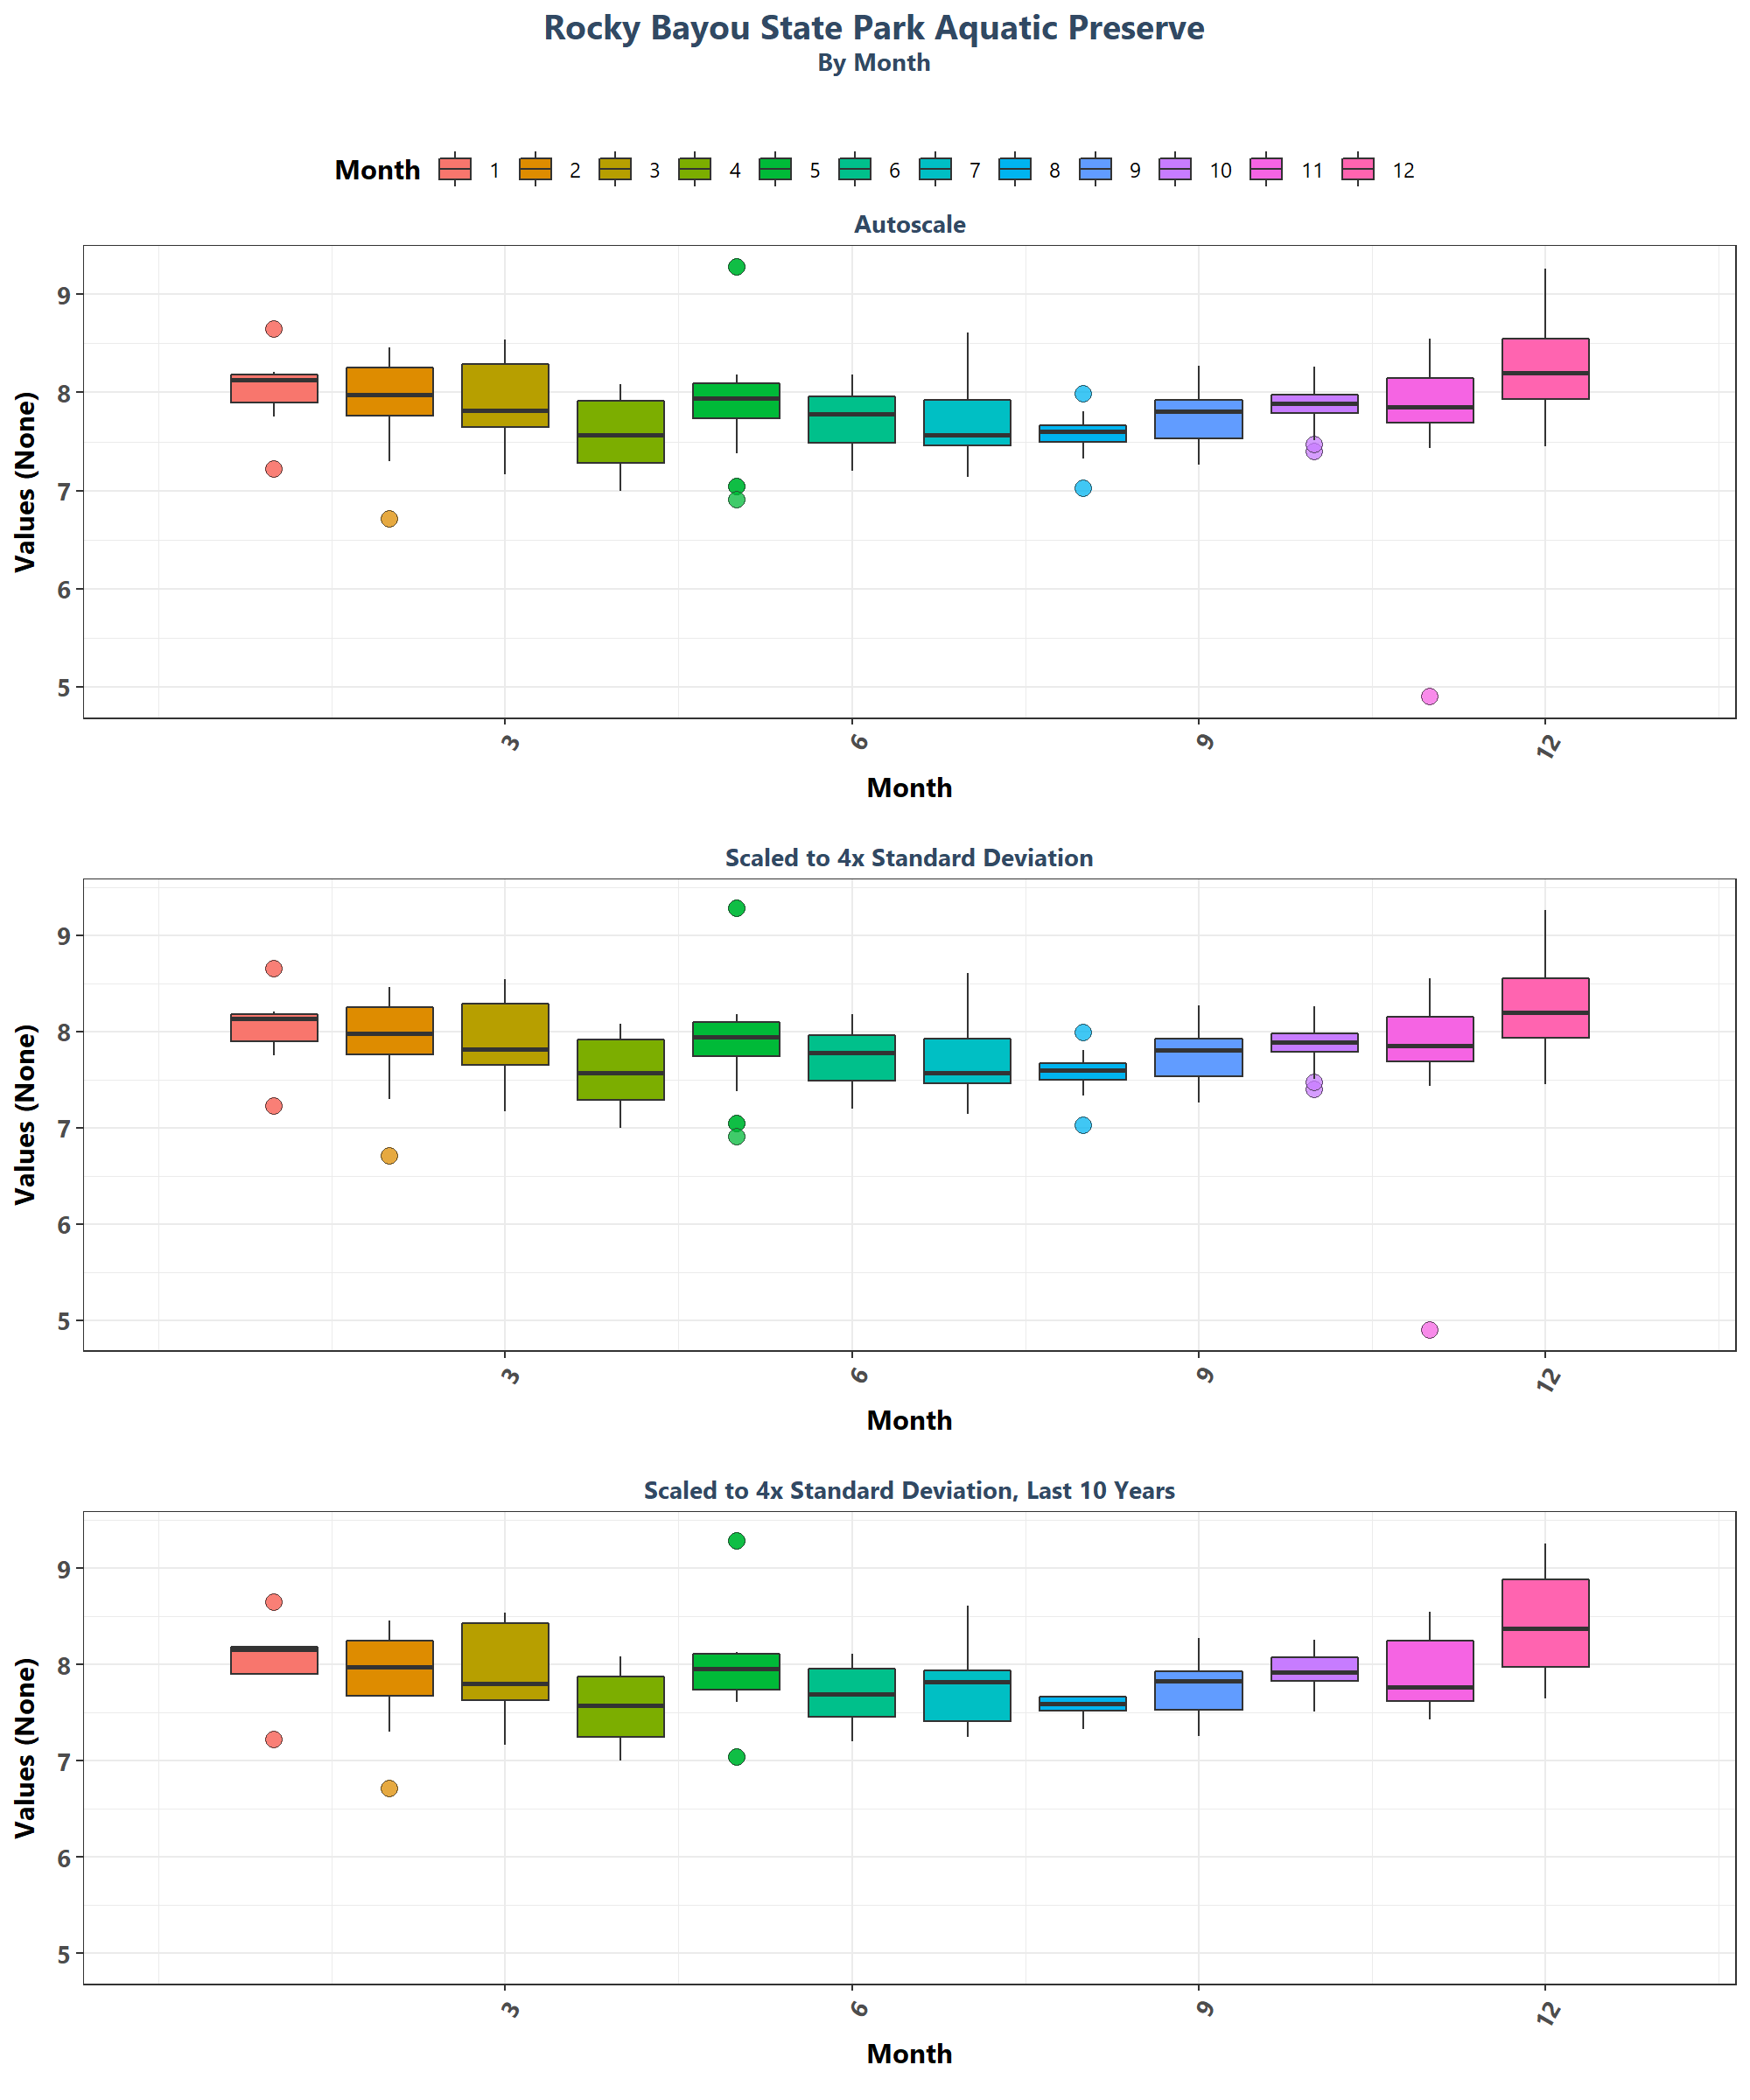 Rocky Bayou State Park Aquatic Preserve
By Month
Month 1 2 3 4 5 6 7 8 9 10 11 12
Autoscale
Values (None)
9
8
7
6
5
3 6 9 12
Month
Scaled to 4x Standard Deviation
Values (None)
9
8
7
6
5
3 6 9 12
Month
Scaled to 4x Standard Deviation, Last 10 Years
Values (None)
9
8
7
6
5
3 6 9 12
Month